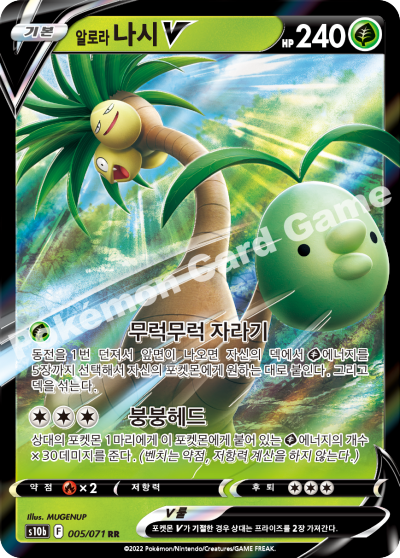 기본 알로라 나시 V HP 240
Pokémon Card Game
무럭무럭 자라기
동전을 1번 던져서 앞면이 나오면 자신의 덱에서 에너지를
5장까지 선택해서 자신의 포켓몬에게 원하는 대로 붙인다. 그리고
덱을 섞는다.
붕붕헤드
상대의 포켓몬 1마리에게 이 포켓몬에게 붙어 있는 에너지의 개수
×30데미지를 준다. (벤치는 약점, 저항력 계산을 하지 않는다.)
약점 ×2 저항력 후퇴
Illus. MUGENUP
V룰
s10b F 005/071 RR
포켓몬 V가 기절한 경우 상대는 프라이즈를 2장 가져간다.
©2022 Pokémon/Nintendo/Creatures/GAME FREAK.